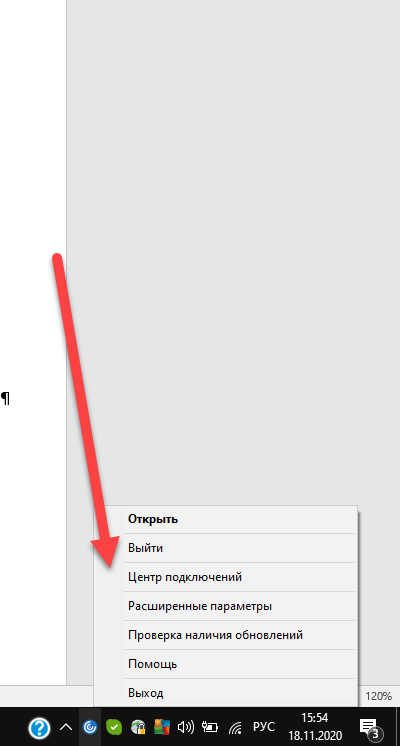 ¶
Открыть
Выйти
Центр подключений
Расширенные параметры
Проверка наличия обновлений
Помощь
Выход
120%
? РУС 15:54
18.11.2020
3